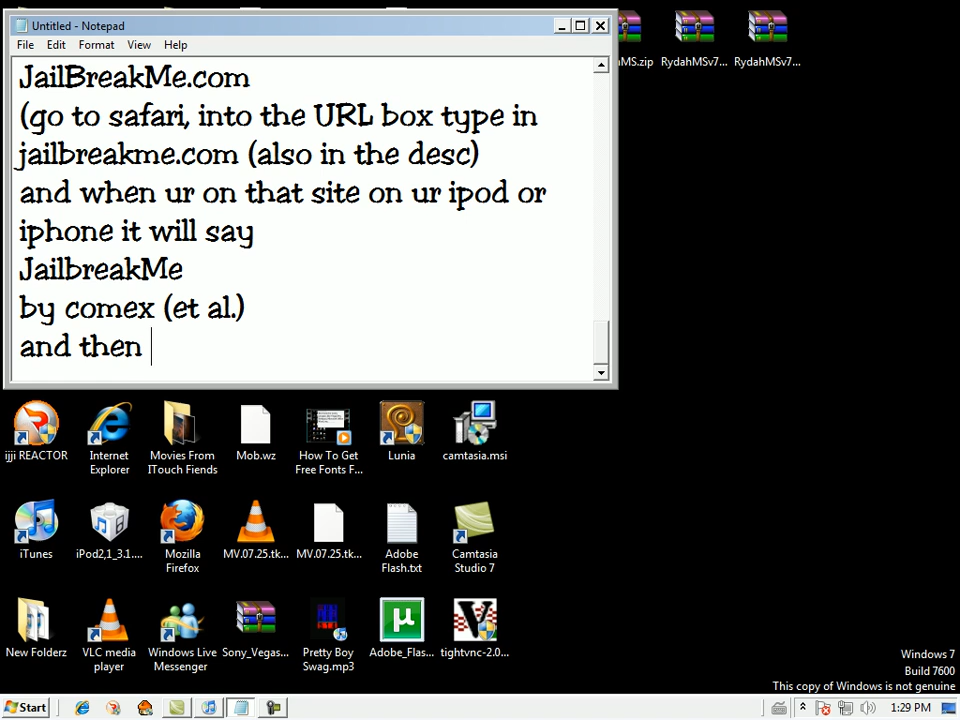 Untitled - Notepad
File Edit Format View Help
JailBreakMe.com
(go to safari, into the URL box type in
jailbreakme.com (also in the desc)
and when ur on that site on ur ipod or
iphone it will say
JailbreakMe
by comex (et al.)
and then
hMS.zip RydahMSv7... RydahMSv7...
ijji REACTOR
Internet Explorer
Movies From ITouch Fiends
Mob.wz
How To Get Free Fonts F...
Lunia
camtasia.msi
iTunes
iPod2,1_3.1....
Mozilla Firefox
MV.07.25.tk...
MV.07.25.tk...
Adobe Flash.txt
Camtasia Studio 7
New Folderz
VLC media player
Windows Live Messenger
Sony_Vegas...
Pretty Boy Swag.mp3
Adobe_Flas...
tightvnc-2.0...
Windows 7
Build 7600
This copy of Windows is not genuine
Start
1:29 PM